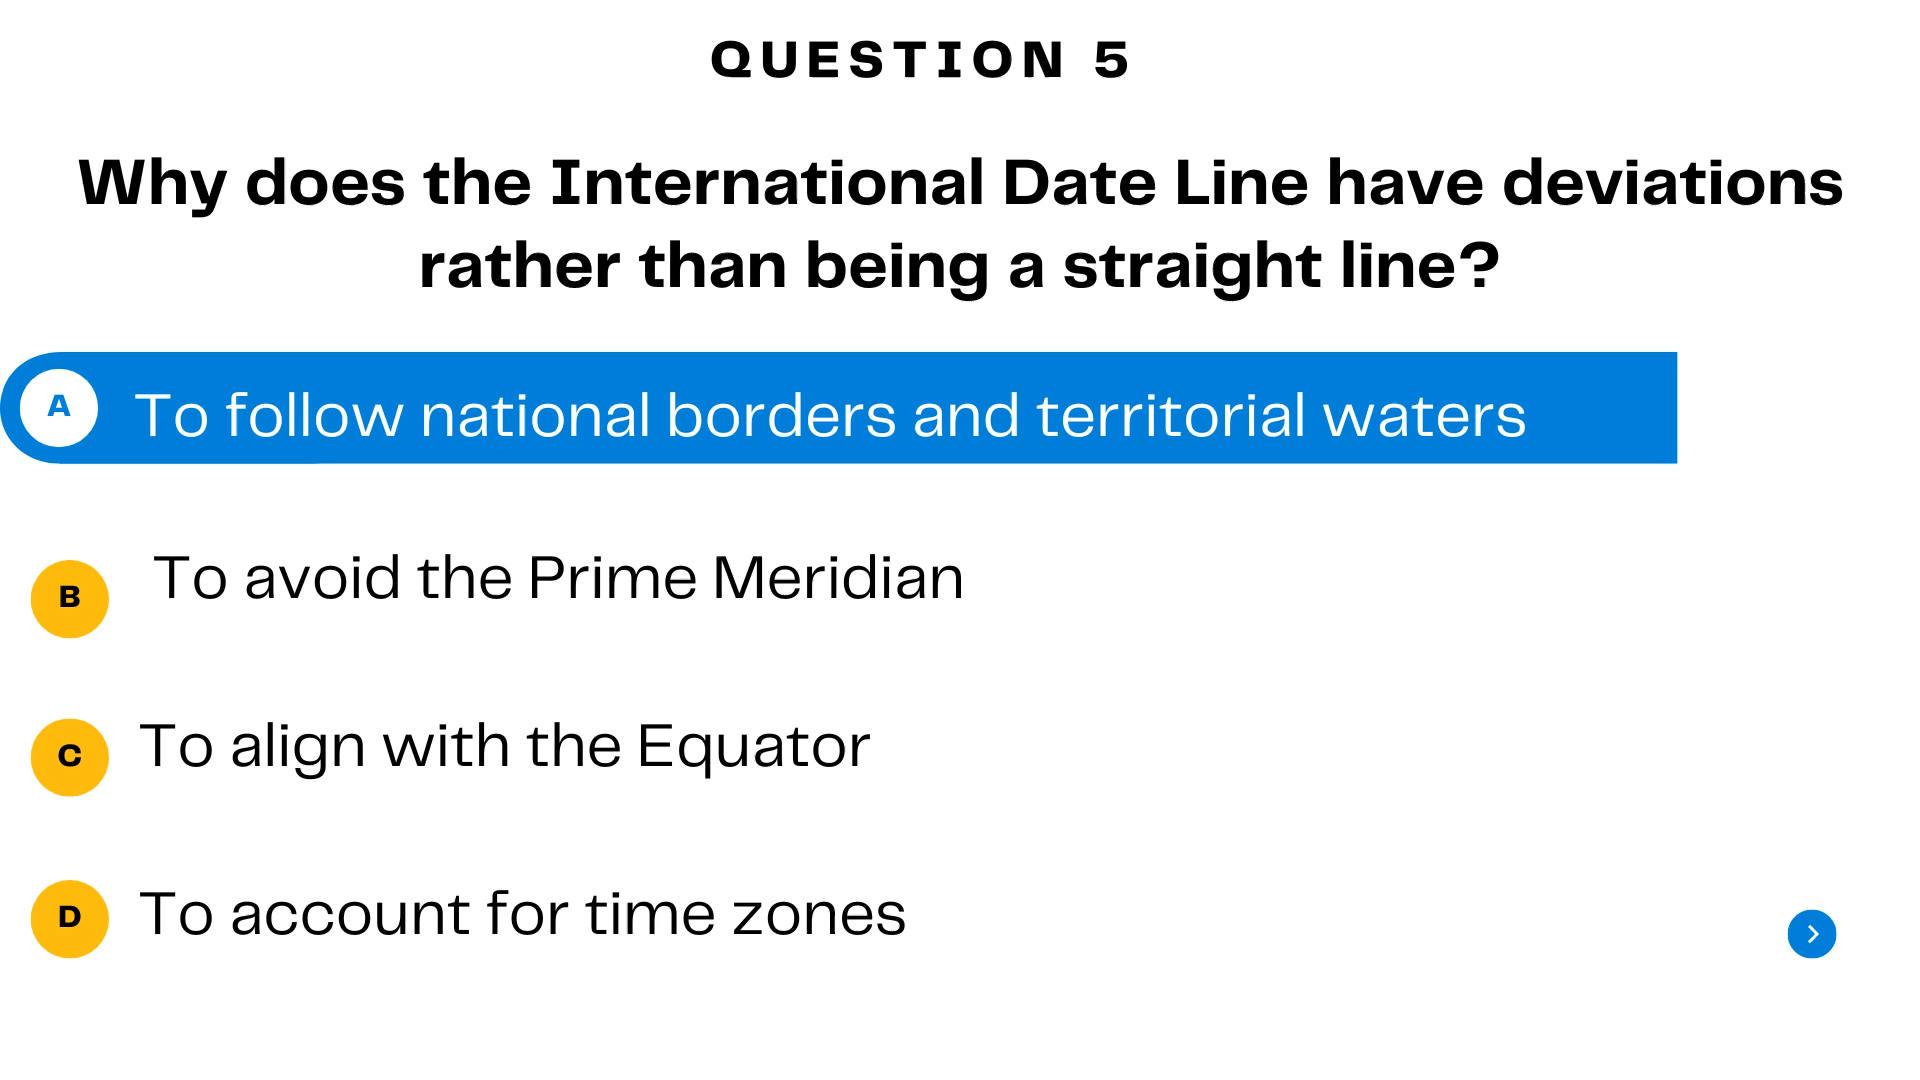 QUESTION 5
Why does the International Date Line have deviations
rather than being a straight line?
A To follow national borders and territorial waters
B To avoid the Prime Meridian
C To align with the Equator
D To account for time zones